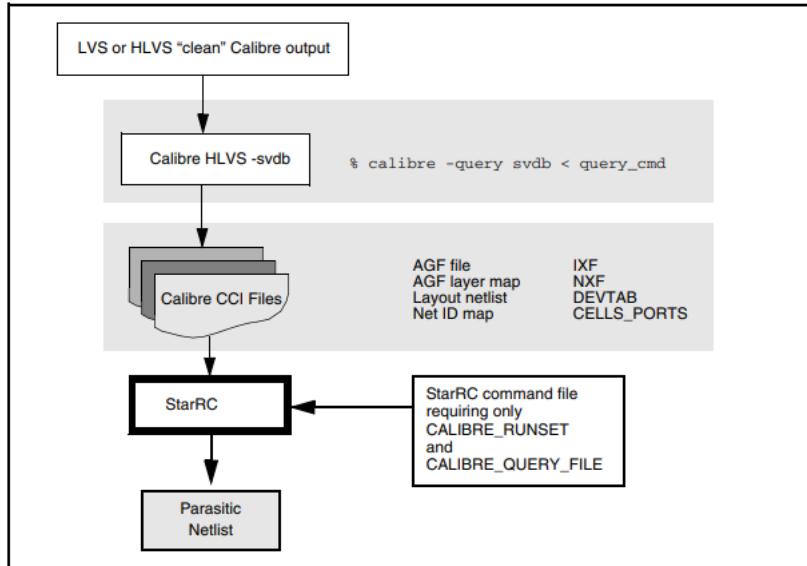 LVS or HLVS “clean” Calibre output
Calibre HLVS -svdb
% calibre -query svdb < query_cmd
Calibre CCI Files
AGF file
AGF layer map
Layout netlist
Net ID map
IXF
NXF
DEVTAB
CELLS_PORTS
StarRC
StarRC command file
requiring only
CALIBRE_RUNSET
and
CALIBRE_QUERY_FILE
Parasitic
Netlist